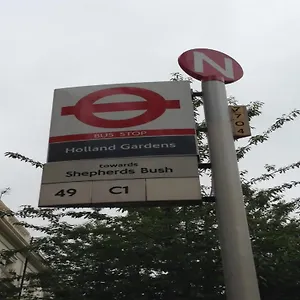 N
BUS STOP
Holland Gardens
towards
Shepherds Bush
49 C1